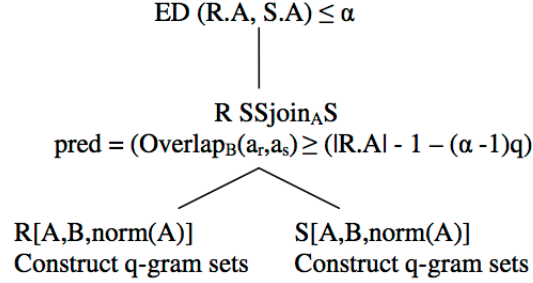 ED (R.A, S.A) ≤ α
R SSjoin_A S
pred = (Overlap_B(a_r,a_s) ≥ (|R.A| - 1 – (α -1)q)
R[A,B,norm(A)]
Construct q-gram sets
S[A,B,norm(A)]
Construct q-gram sets